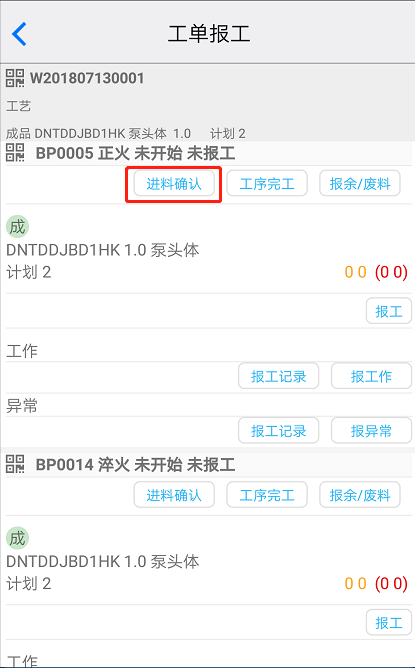 工单报工
W201807130001
工艺
成品 DNTDDJBD1HK 泵头体 1.0 计划 2
BP0005 正火 未开始 未报工
进料确认 工序完工 报余/废料
成
DNTDDJBD1HK 1.0 泵头体
计划 2 0 0 (0 0)
报工
工作
报工记录 报工作
异常
报工记录 报异常
BP0014 淬火 未开始 未报工
进料确认 工序完工 报余/废料
成
DNTDDJBD1HK 1.0 泵头体
计划 2 0 0 (0 0)
报工
工作